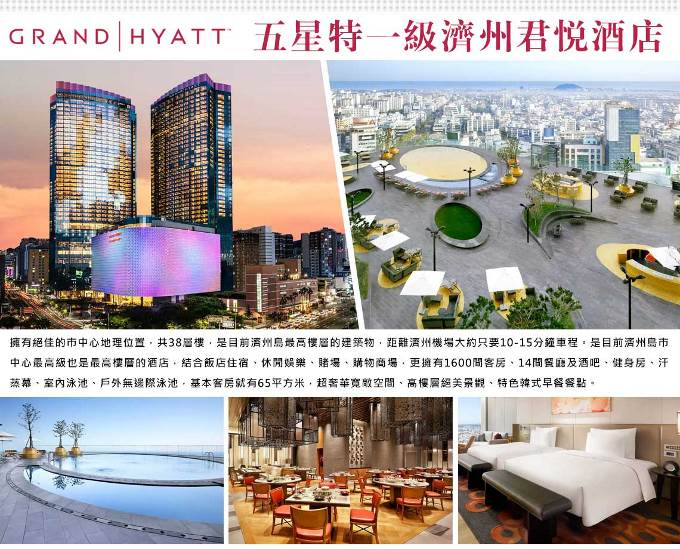 GRAND HYATT 五星特一級濟州君悅酒店
擁有絕佳的市中心地理位置，共38層樓，是目前濟州島最高樓層的建築物，距離濟州機場大約只要10-15分鐘車程。是目前濟州島市
中心最高級也是最高樓層的酒店，結合飯店住宿、休閒娛樂、賭場、購物商場，更擁有1600間客房、14間餐廳及酒吧、健身房、汗
蒸幕、室內泳池、戶外無邊際泳池，基本客房就有65平方米，超奢華寬敞空間、高樓層絕美景觀、特色韓式早餐餐點。